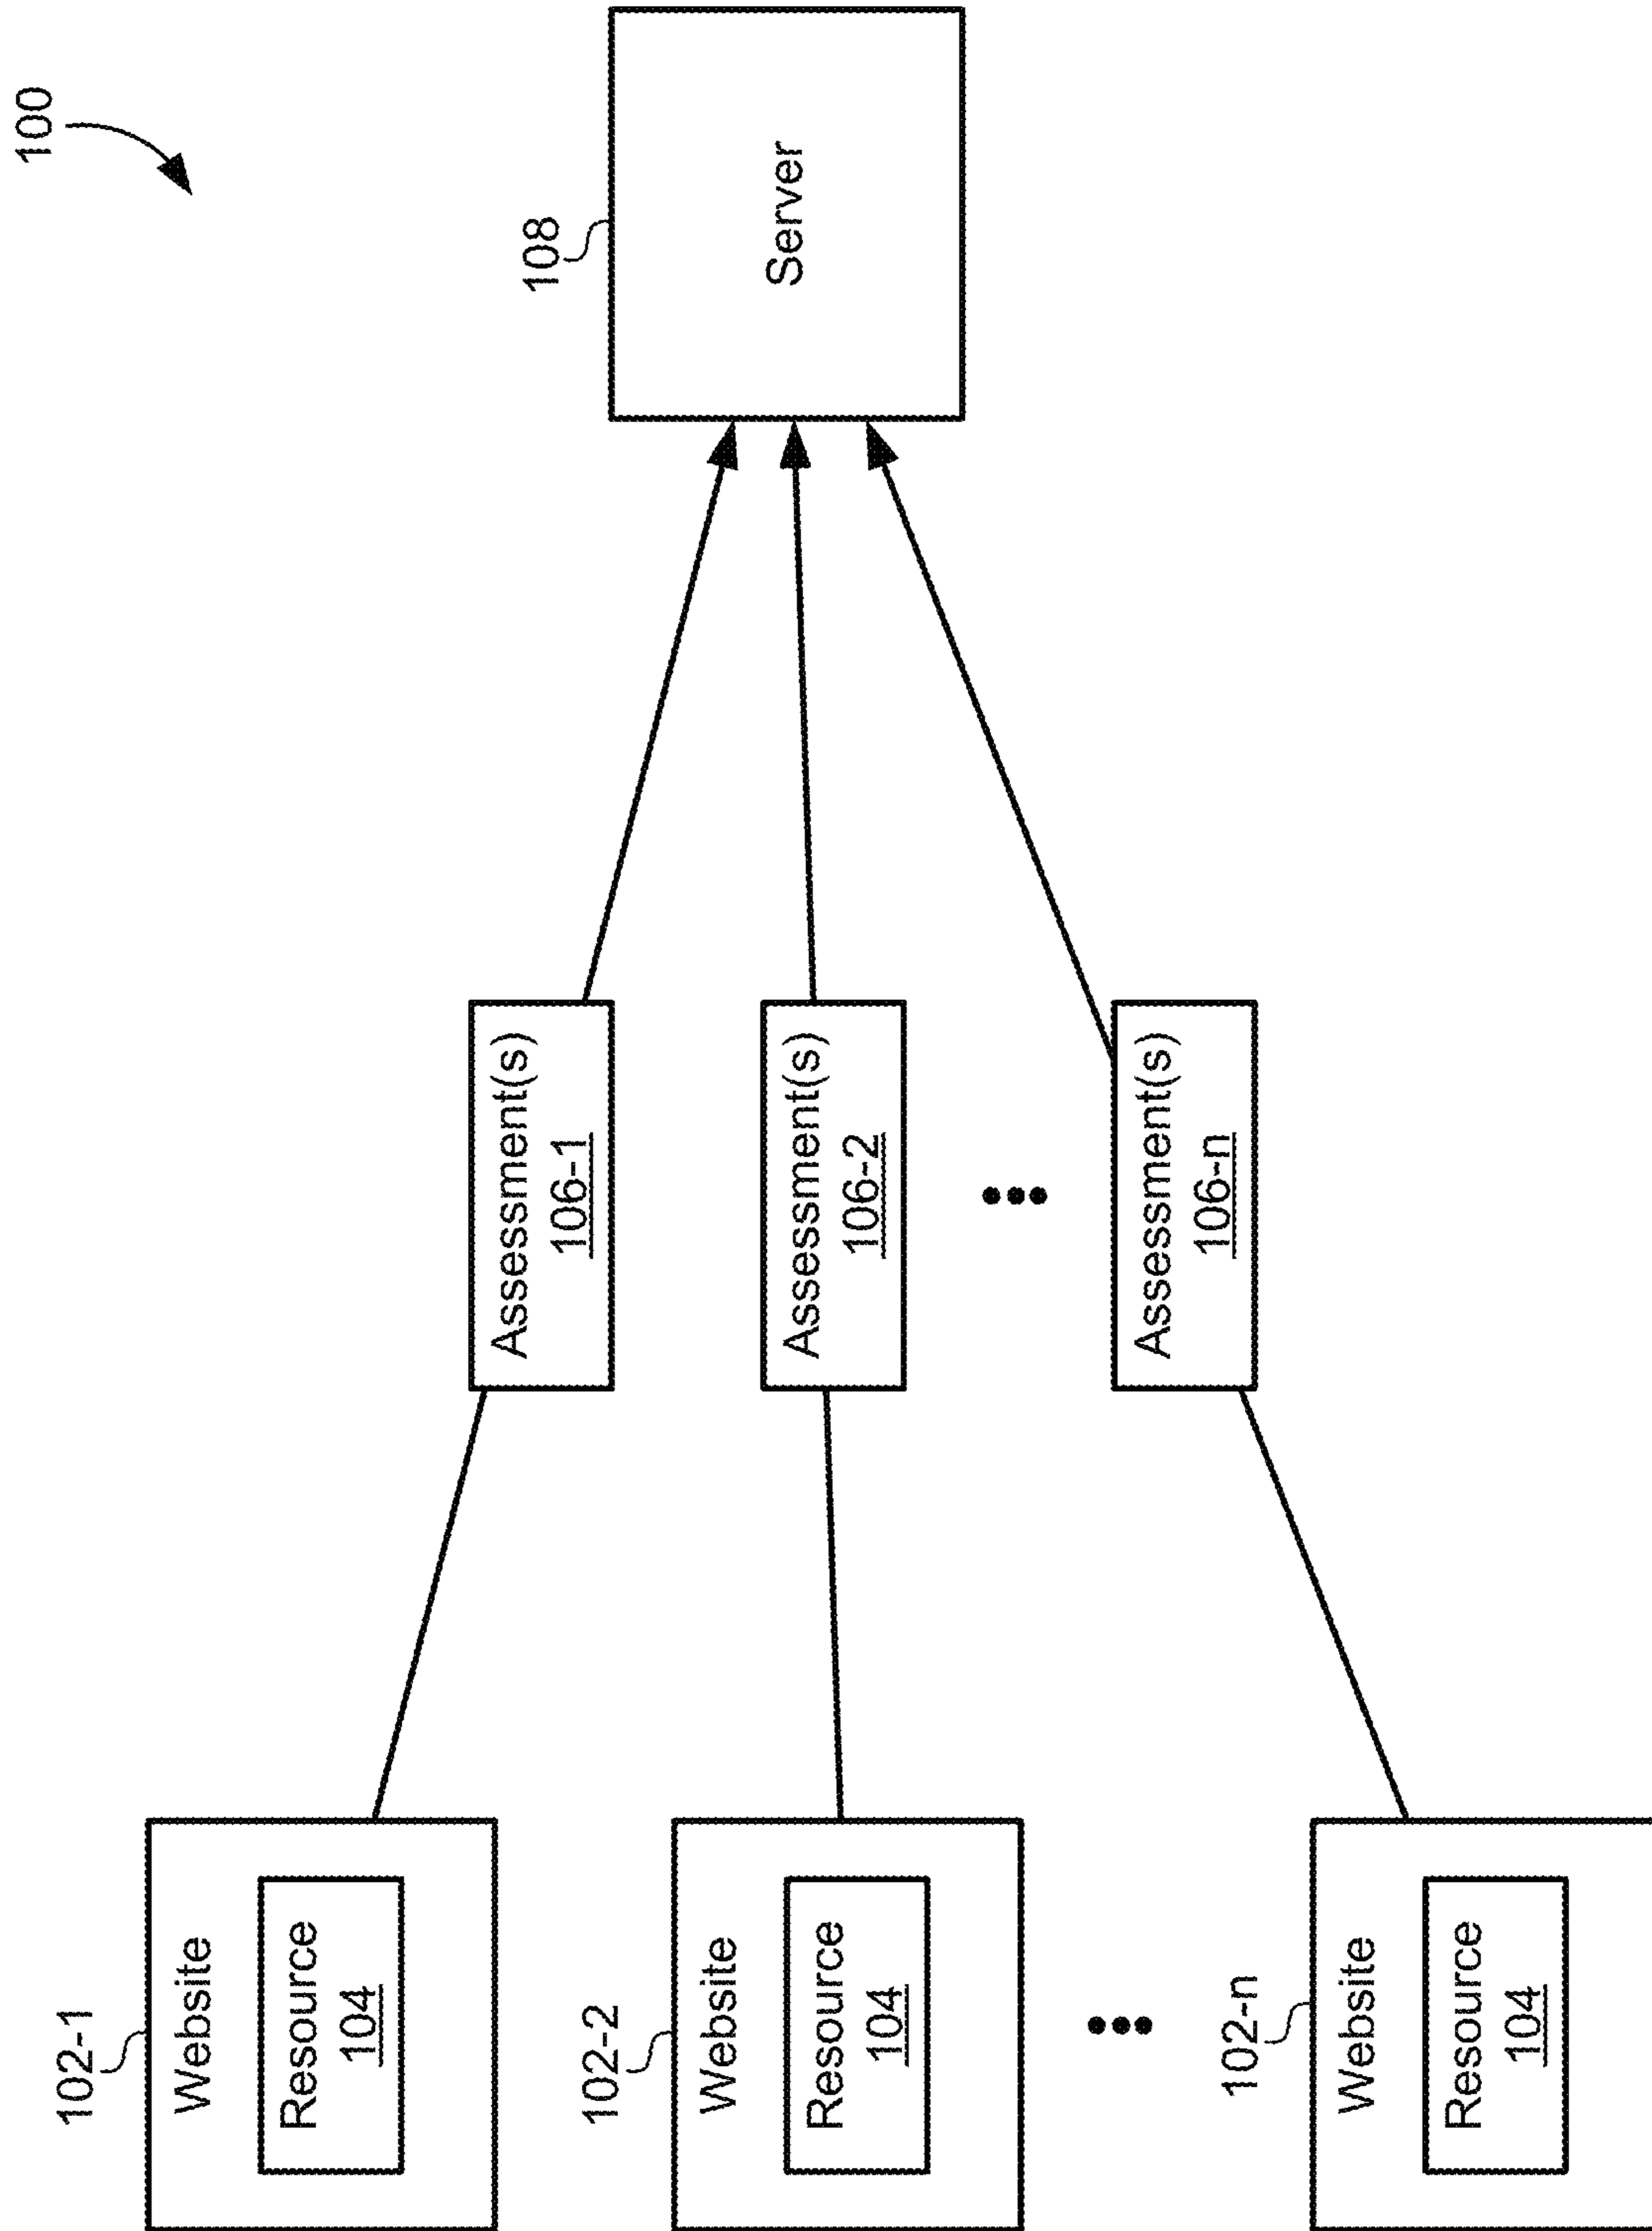 100
102-1
Website
Resource
104
Assessment(s)
106-1
108
Server
102-2
Website
Resource
104
Assessment(s)
106-2
102-n
Website
Resource
104
Assessment(s)
106-n